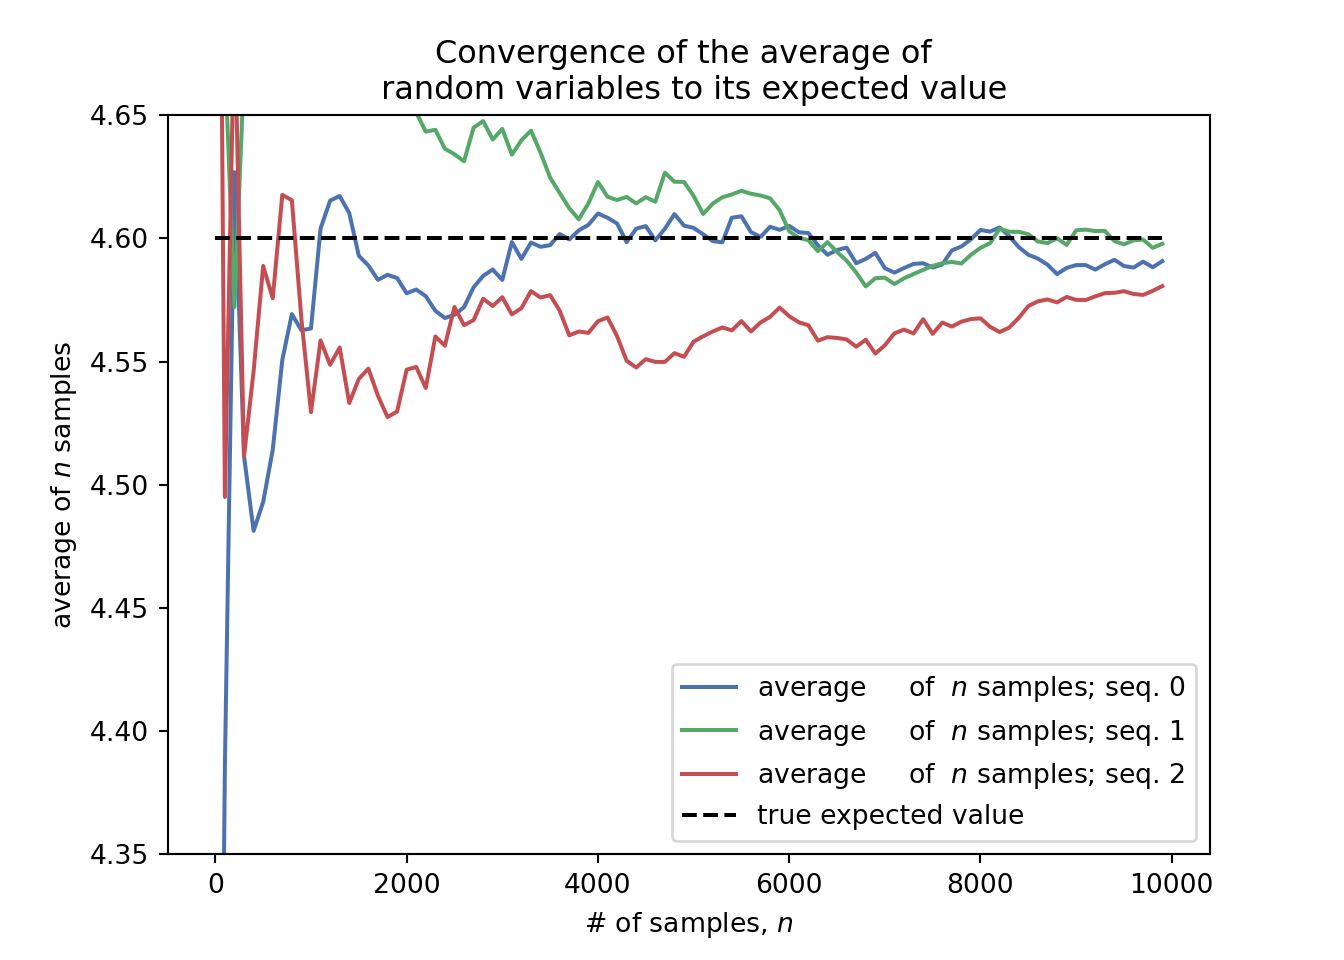 Convergence of the average of
random variables to its expected value
4.65
4.60
4.55
4.50
4.45
4.40
4.35
average of n samples
0 2000 4000 6000 8000 10000
# of samples, n
average of n samples; seq. 0
average of n samples; seq. 1
average of n samples; seq. 2
true expected value